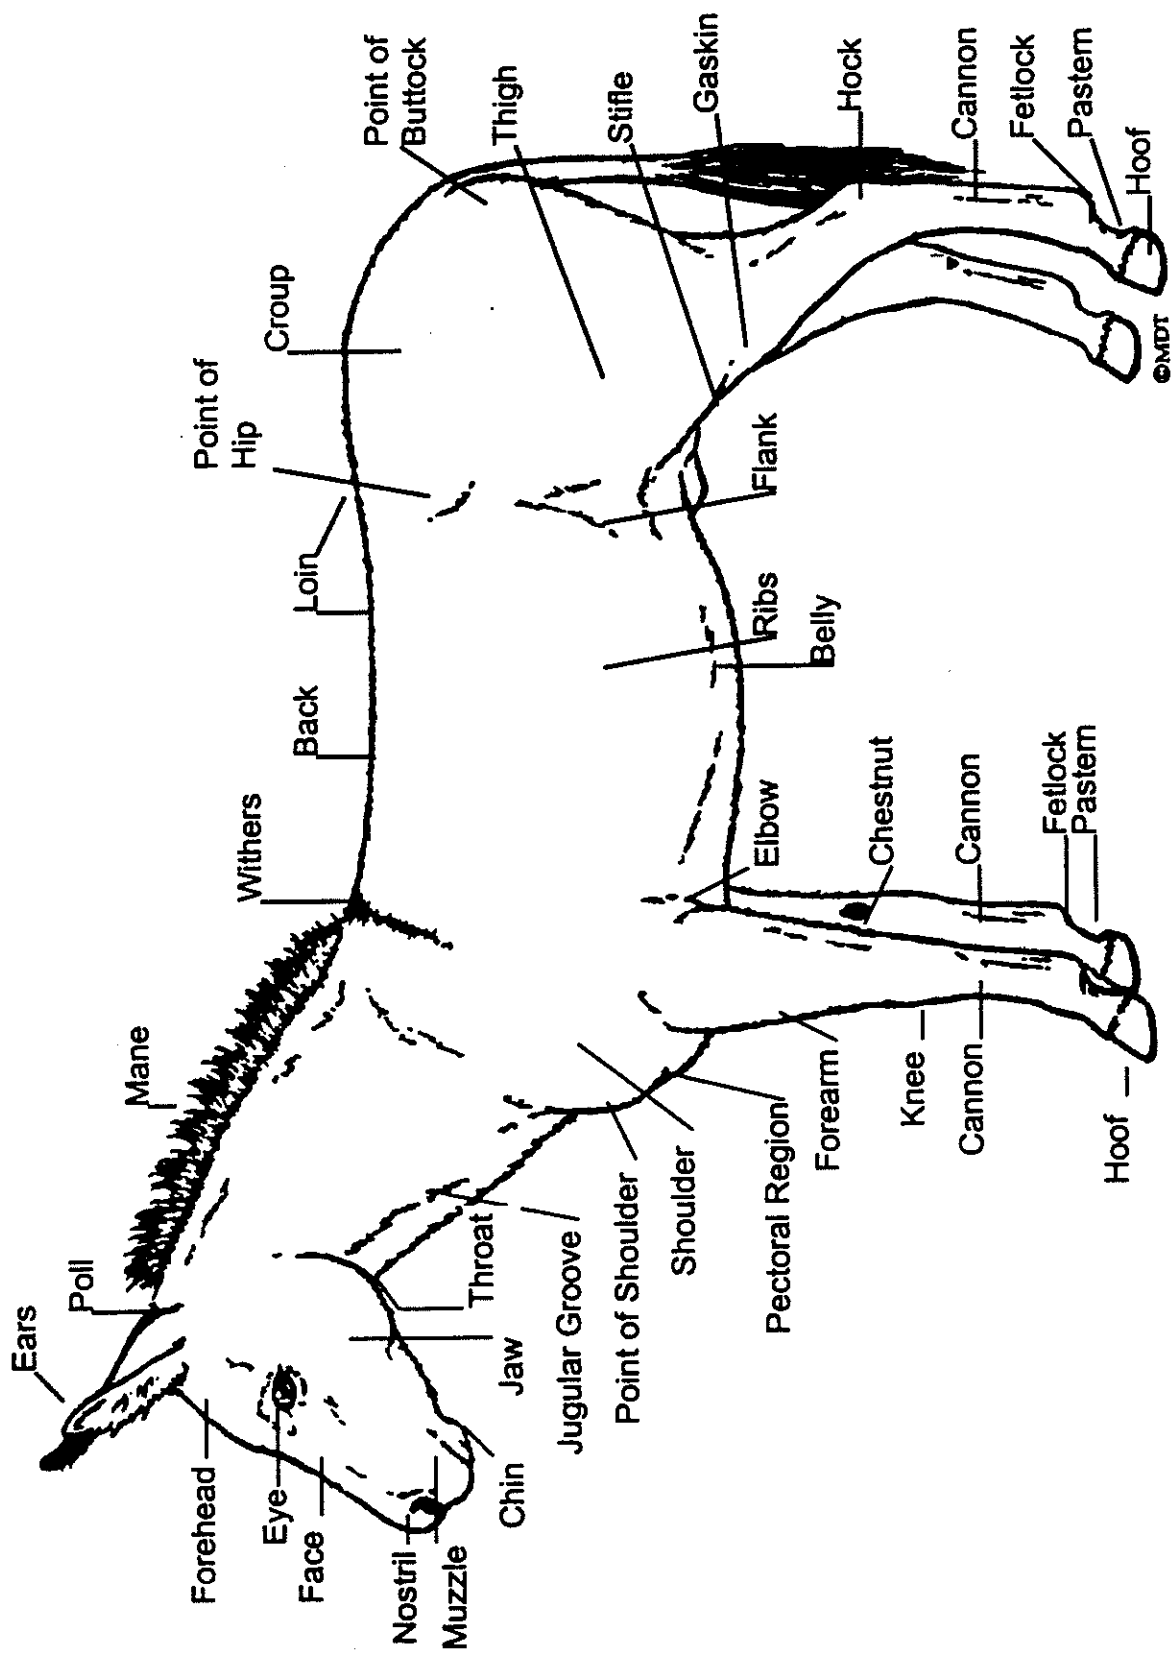 Ears
Poll
Mane
Withers
Back
Loin
Point of
Hip
Croup
Point of
Buttock
Thigh
Stifle
Gaskin
Hock
Cannon
Fetlock
Pastern
Hoof
Forehead
Eye
Face
Nostril
Muzzle
Chin
Jaw
Throat
Jugular Groove
Point of Shoulder
Shoulder
Pectoral Region
Forearm
Knee
Cannon
Hoof
Elbow
Chestnut
Cannon
Fetlock
Pastern
Ribs
Belly
Flank
©MDT